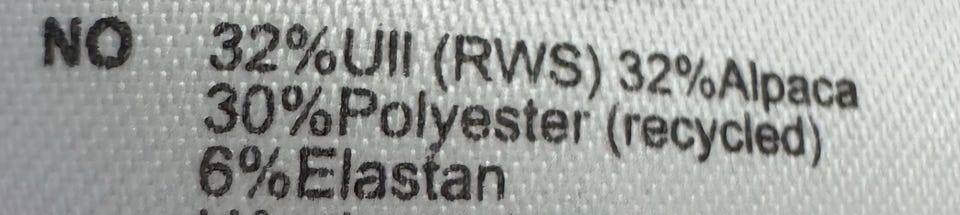 NO 32%Ull (RWS) 32%Alpaca
30%Polyester (recycled)
6%Elastan